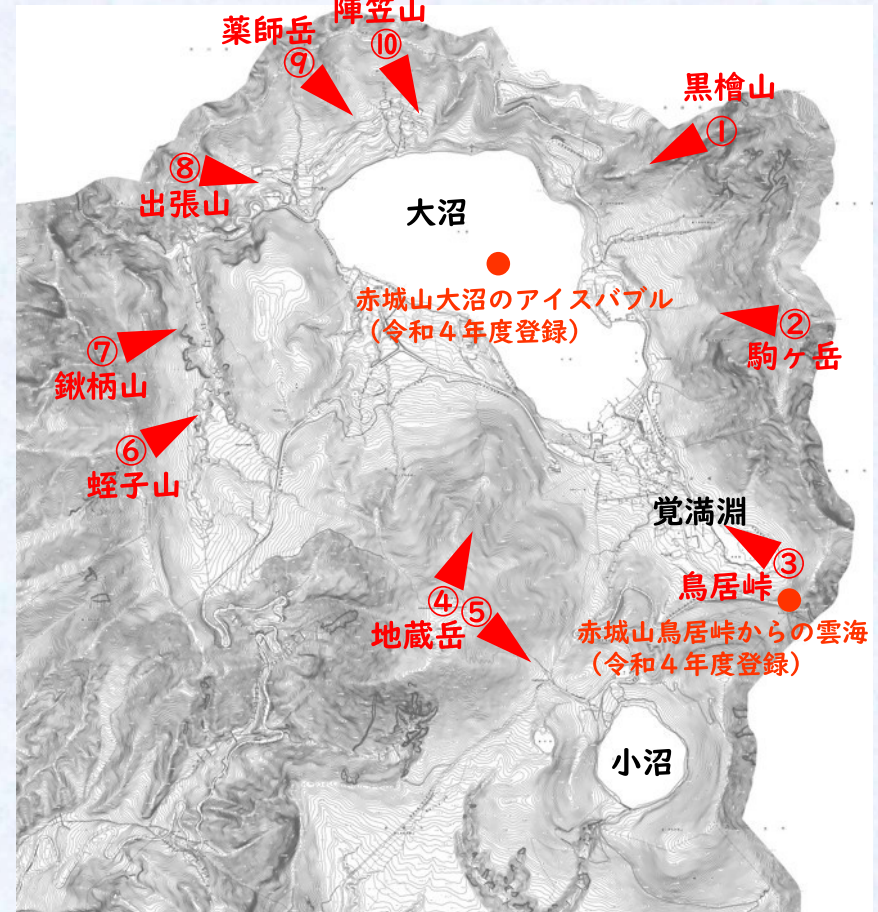 陣笠山
⑩
薬師岳
⑨
黒檜山
①
⑧
出張山
大沼
赤城山大沼のアイスバブル
（令和４年度登録）
②
駒ヶ岳
⑦
鍬柄山
⑥
蛭子山
覚満淵
③
鳥居峠
④⑤
地蔵岳
赤城山鳥居峠からの雲海
（令和４年度登録）
小沼